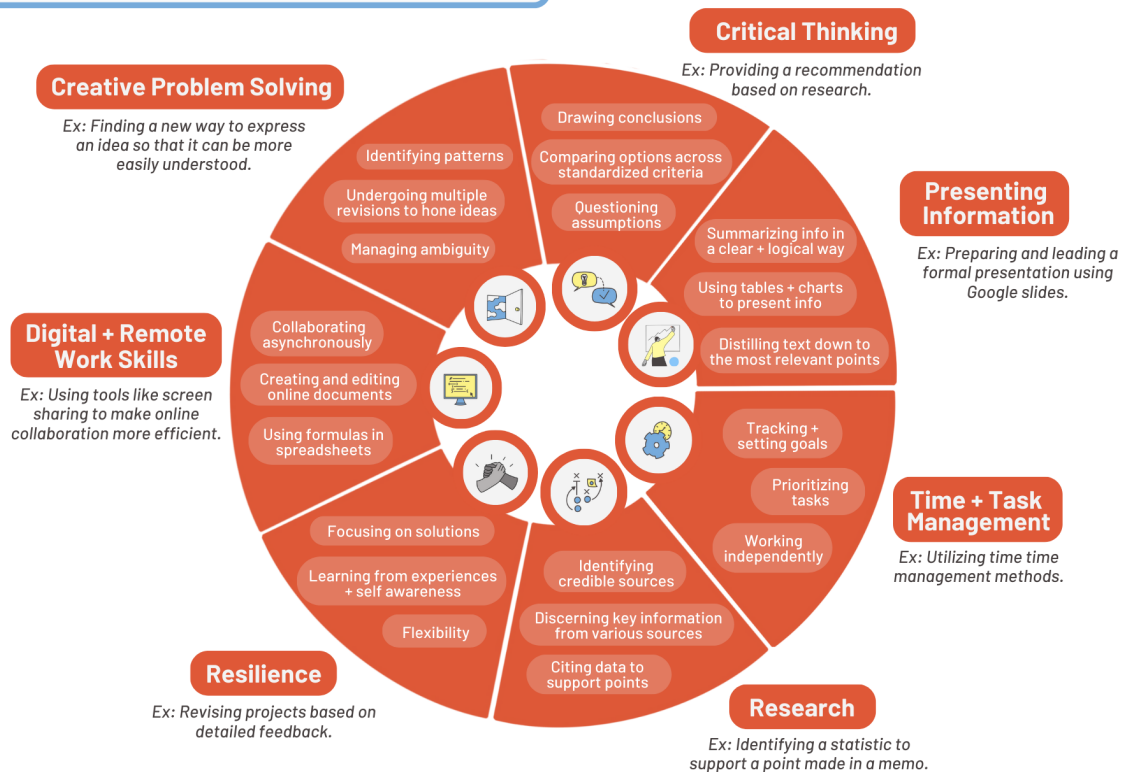 Critical Thinking
Ex: Providing a recommendation
based on research.
Drawing conclusions
Comparing options across
standardized criteria
Questioning
assumptions
Presenting
Information
Ex: Preparing and leading a
formal presentation using
Google slides.
Summarizing info in
a clear + logical way
Using tables + charts
to present info
Distilling text down to
the most relevant points
Time + Task
Management
Ex: Utilizing time time
management methods.
Tracking +
setting goals
Prioritizing
tasks
Working
independently
Research
Ex: Identifying a statistic to
support a point made in a memo.
Identifying
credible sources
Discerning key information
from various sources
Citing data to
support points
Resilience
Ex: Revising projects based on
detailed feedback.
Focusing on solutions
Learning from experiences
+ self awareness
Flexibility
Digital + Remote
Work Skills
Ex: Using tools like screen
sharing to make online
collaboration more efficient.
Collaborating
asynchronously
Creating and editing
online documents
Using formulas in
spreadsheets
Creative Problem Solving
Ex: Finding a new way to express
an idea so that it can be more
easily understood.
Identifying patterns
Undergoing multiple
revisions to hone ideas
Managing ambiguity